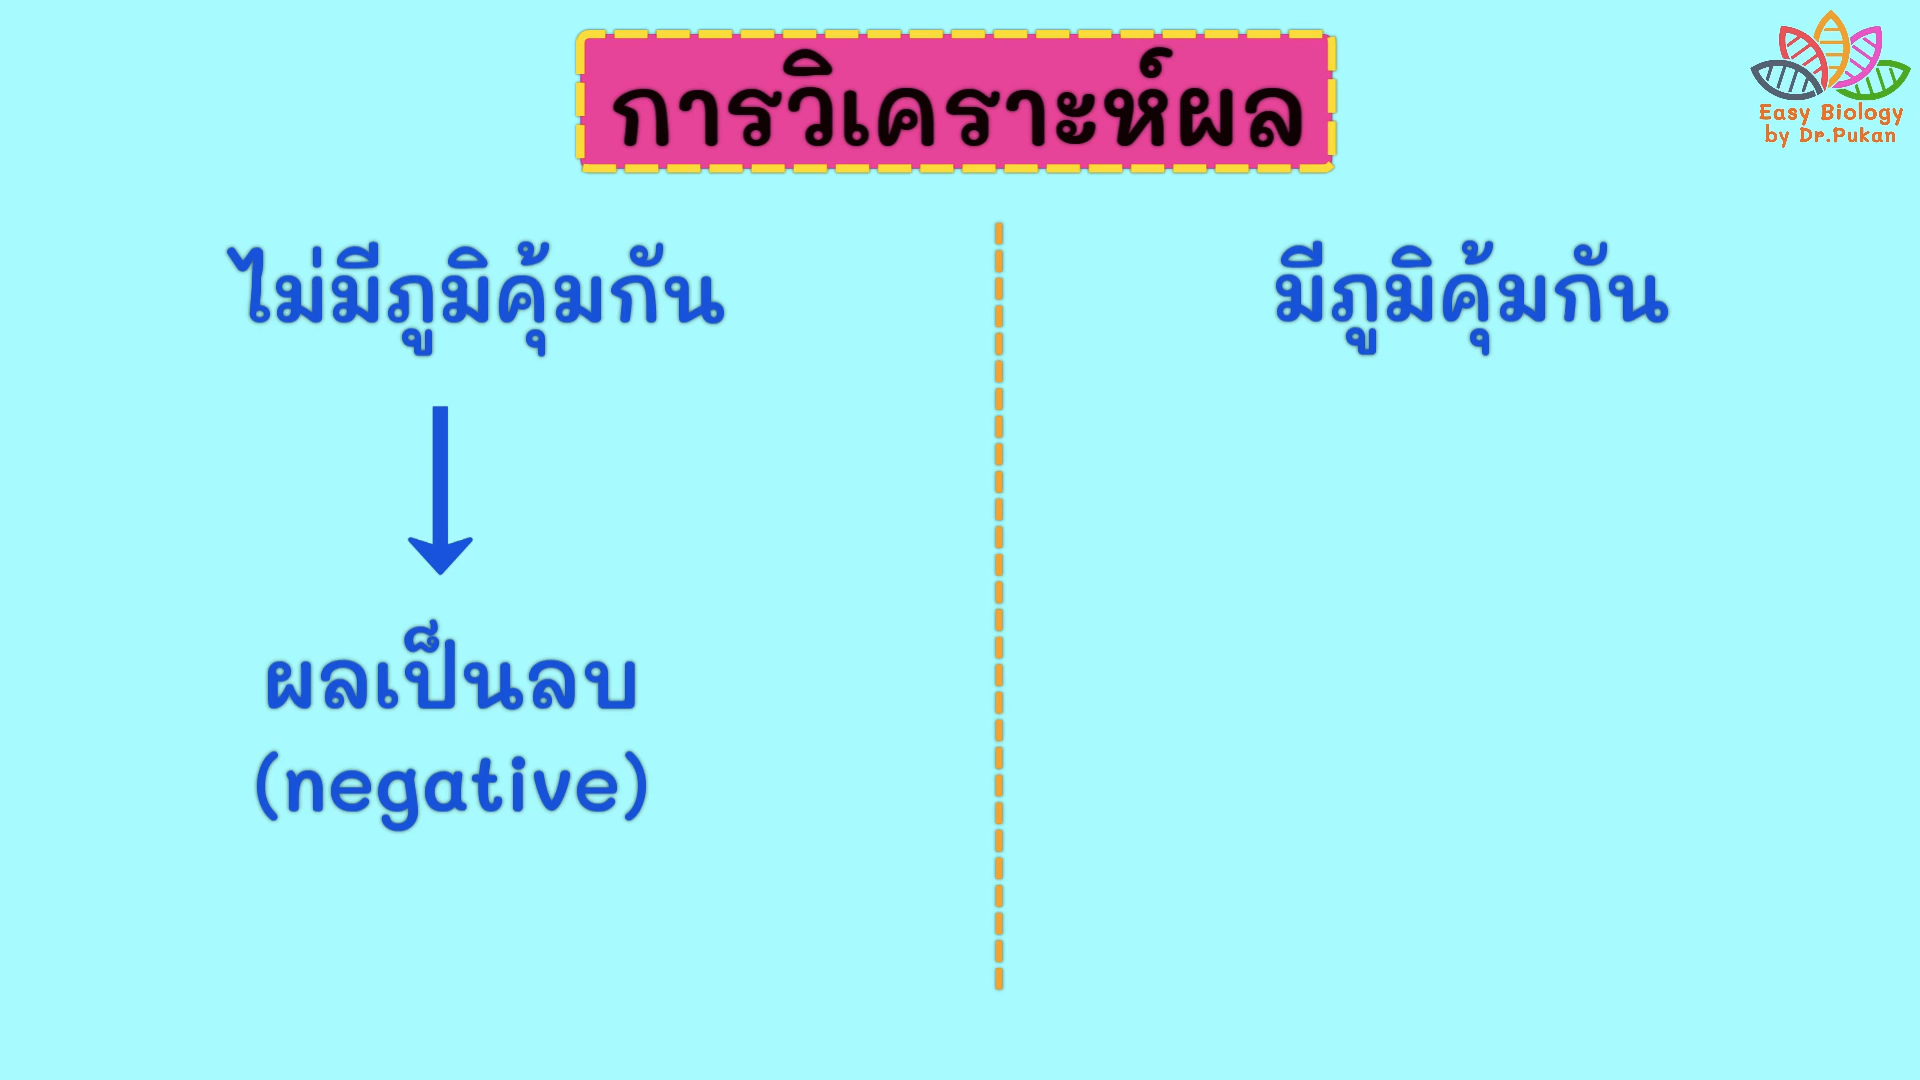 การวิเคราะห์ผล
Easy Biology
by Dr.Pukan
ไม่มีภูมิคุ้มกัน
มีภูมิคุ้มกัน
ผลเป็นลบ
(negative)